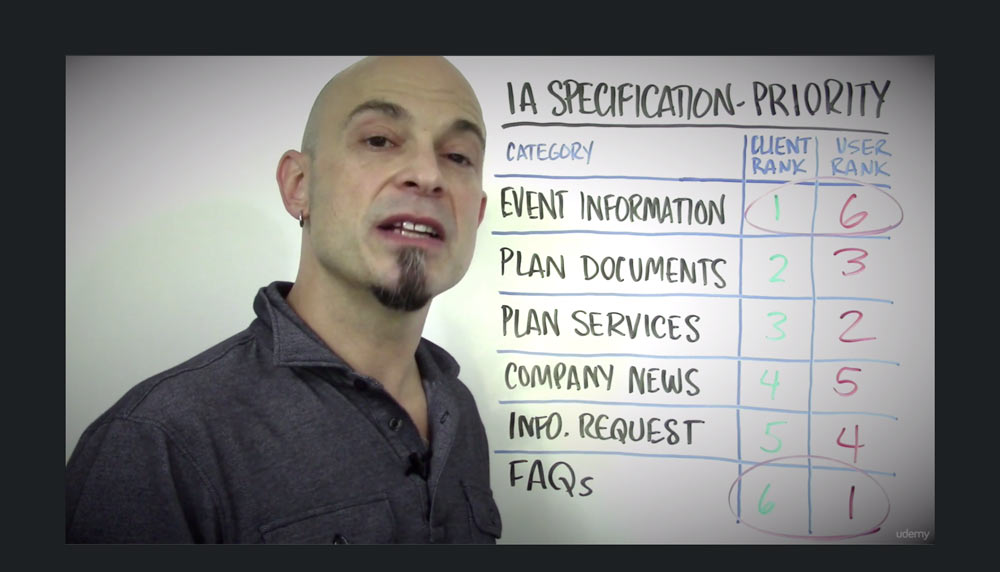 IA SPECIFICATION-PRIORITY
CATEGORY CLIENT RANK USER RANK
EVENT INFORMATION 1 6
PLAN DOCUMENTS 2 3
PLAN SERVICES 3 2
COMPANY NEWS 4 5
INFO. REQUEST 5 4
FAQs 6 1
udemy